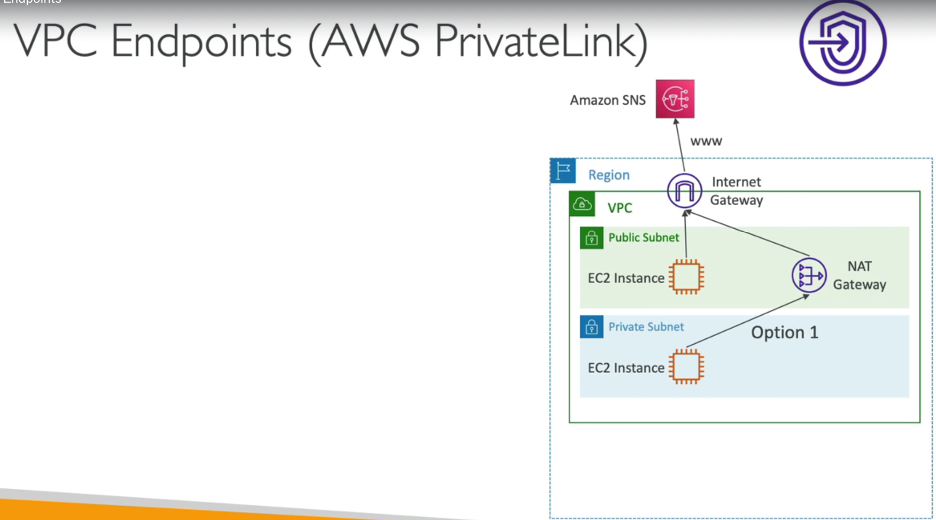 Endpoints
VPC Endpoints (AWS PrivateLink)
Amazon SNS
www
Region
Internet
Gateway
VPC
Public Subnet
EC2 Instance
NAT
Gateway
Private Subnet
Option 1
EC2 Instance